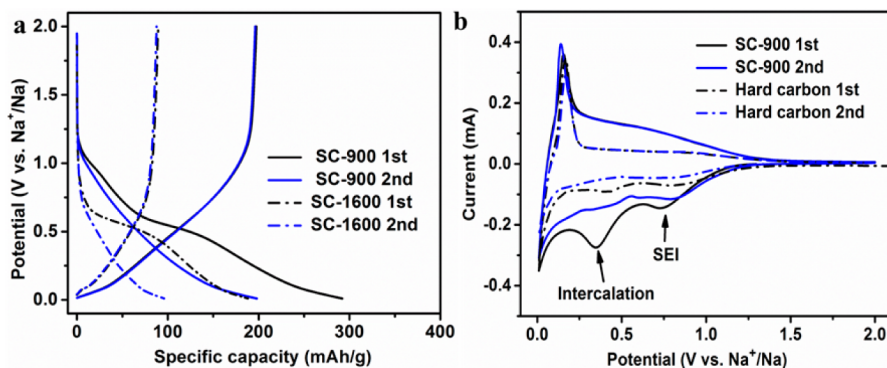 a
2.0
1.5
1.0
0.5
0.0
Potential (V vs. Na⁺/Na)
SC-900 1st
SC-900 2nd
SC-1600 1st
SC-1600 2nd
0 100 200 300 400
Specific capacity (mAh/g)
b
0.4
0.2
0.0
-0.2
-0.4
Current (mA)
SC-900 1st
SC-900 2nd
Hard carbon 1st
Hard carbon 2nd
SEI
Intercalation
0.0 0.5 1.0 1.5 2.0
Potential (V vs. Na⁺/Na)